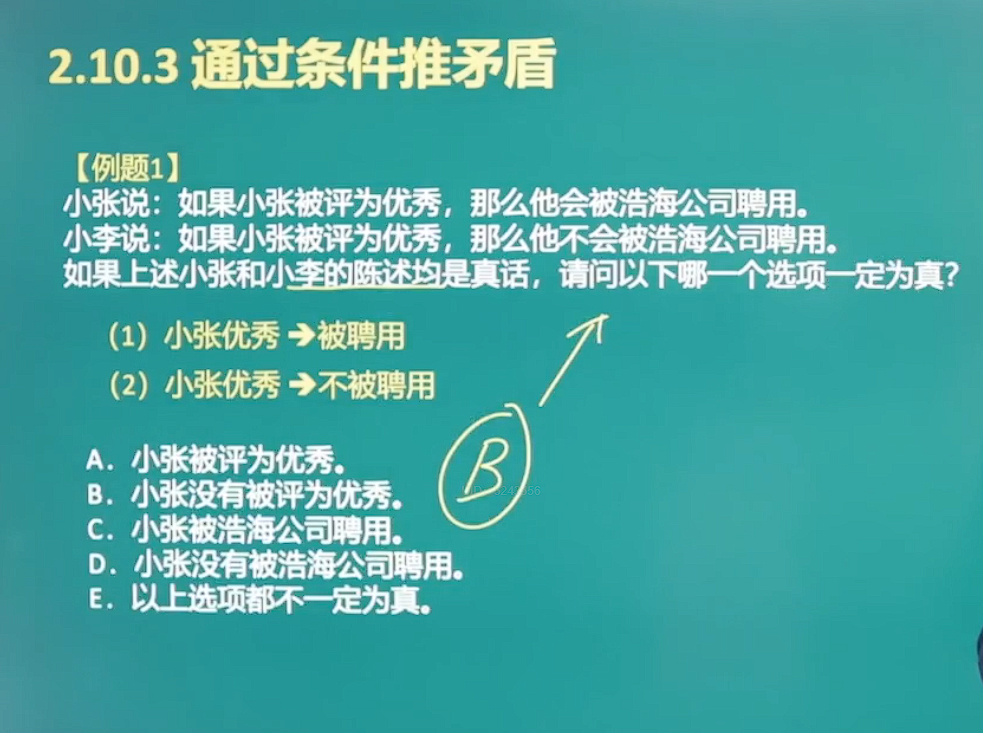 2.10.3 通过条件推矛盾
【例题1】
小张说：如果小张被评为优秀，那么他会被浩海公司聘用。
小李说：如果小张被评为优秀，那么他不会被浩海公司聘用。
如果上述小张和小李的陈述均是真话，请问以下哪一个选项一定为真？
（1）小张优秀➔被聘用
（2）小张优秀➔不被聘用
A．小张被评为优秀。
B．小张没有被评为优秀。
C．小张被浩海公司聘用。
D．小张没有被浩海公司聘用。
E．以上选项都不一定为真。
B